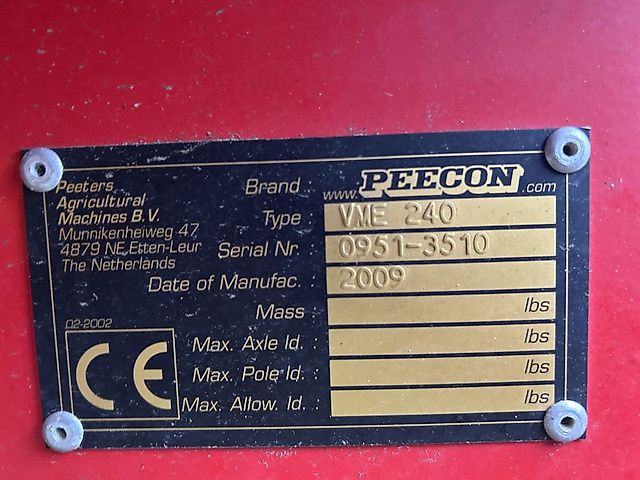 Peeters
Agricultural
Machines B.V.
Munnikenheiweg 47
4879 NE Etten-Leur
The Netherlands
Brand : www.PEECON.com
Type : VME 240
Serial Nr. : 0951-3510
Date of Manufac. : 2009
Mass : lbs
Max. Axle ld. : lbs
Max. Pole ld. : lbs
Max. Allow. ld. : lbs
02-2002
CE